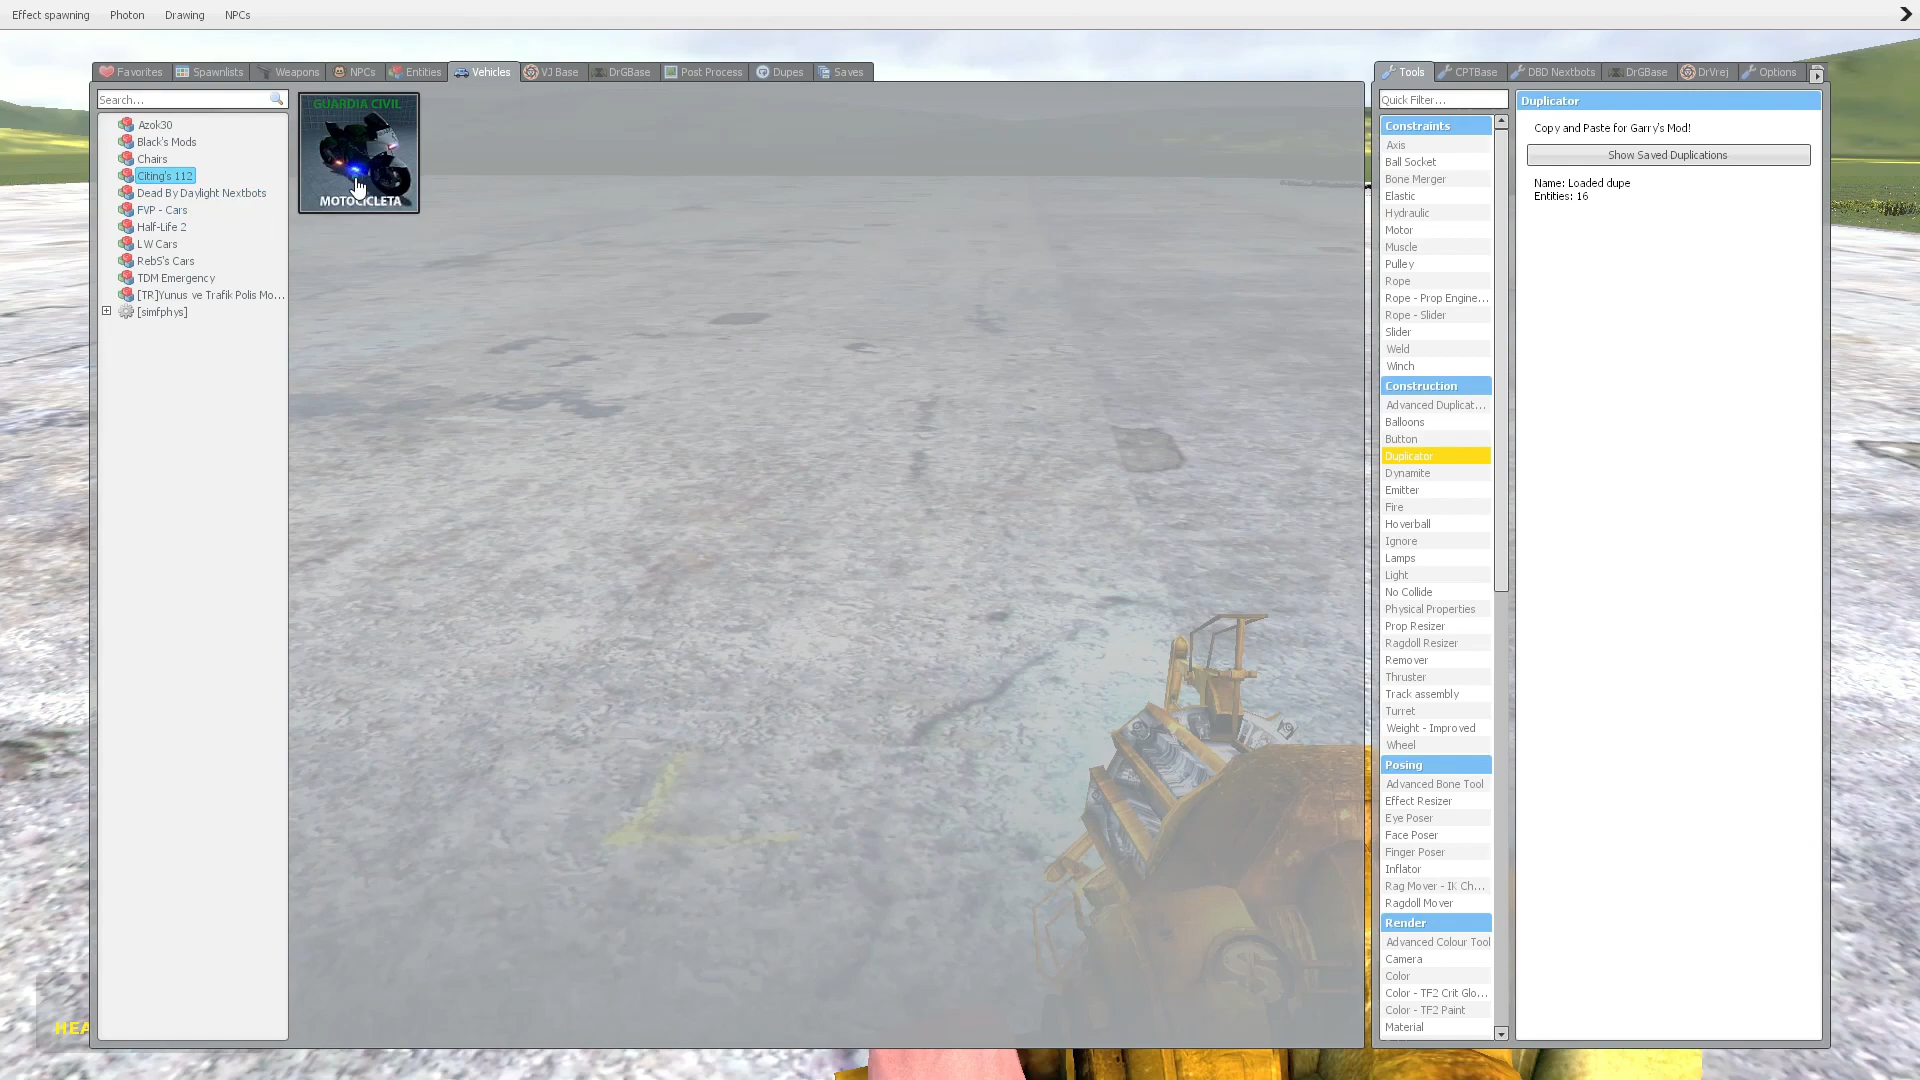 Effect spawning Photon Drawing NPCs
Favorites Spawnlists Weapons NPCs Entities Vehicles VJ Base DrGBase Post Process Dupes Saves
Search...
Azok30
Black's Mods
Chairs
Citing's 112
Dead By Daylight Nextbots
FVP - Cars
Half-Life 2
LW Cars
RebS's Cars
TDM Emergency
[TR]Yunus ve Trafik Polis Mo...
[simfphys]
GUARDIA CIVIL
MOTOCICLETA
HEA
Tools CPTBase DBD Nextbots DrGBase DrVrej Options
Quick Filter...
Constraints
Axis
Ball Socket
Bone Merger
Elastic
Hydraulic
Motor
Muscle
Pulley
Rope
Rope - Prop Engine...
Rope - Slider
Slider
Weld
Winch
Construction
Advanced Duplicat...
Balloons
Button
Duplicator
Dynamite
Emitter
Fire
Hoverball
Ignore
Lamps
Light
No Collide
Physical Properties
Prop Resizer
Ragdoll Resizer
Remover
Thruster
Track assembly
Turret
Weight - Improved
Wheel
Posing
Advanced Bone Tool
Effect Resizer
Eye Poser
Face Poser
Finger Poser
Inflator
Rag Mover - IK Ch...
Ragdoll Mover
Render
Advanced Colour Tool
Camera
Color
Color - TF2 Crit Glo...
Color - TF2 Paint
Material
Duplicator
Copy and Paste for Garry's Mod!
Show Saved Duplications
Name: Loaded dupe
Entities: 16